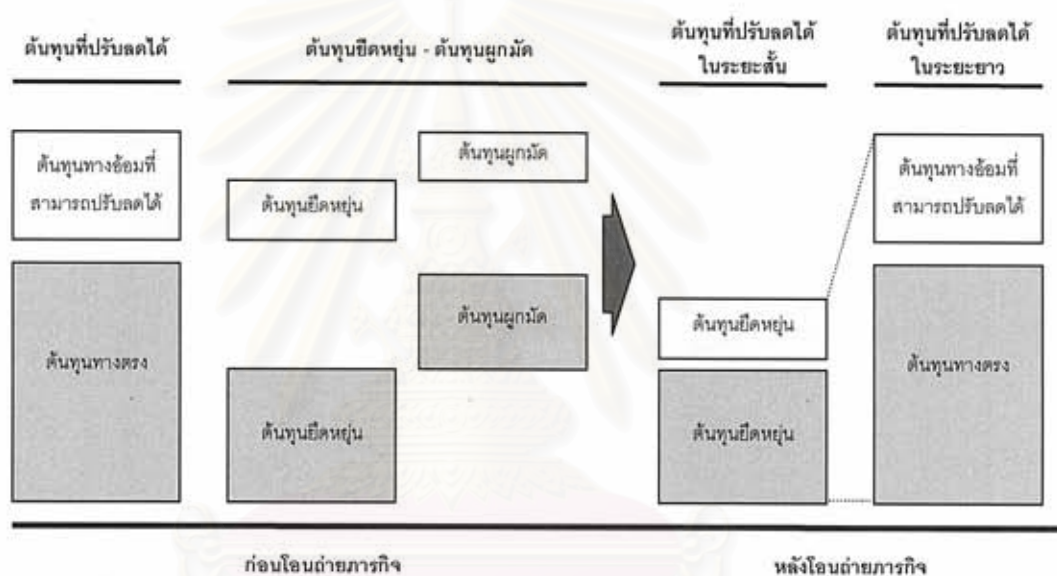 ต้นทุนที่ปรับลดได้
ต้นทุนยืดหยุ่น - ต้นทุนผูกมัด
ต้นทุนที่ปรับลดได้
ในระยะสั้น
ต้นทุนที่ปรับลดได้
ในระยะยาว
ต้นทุนทางอ้อมที่
สามารถปรับลดได้
ต้นทุนทางตรง
ต้นทุนยืดหยุ่น
ต้นทุนยืดหยุ่น
ต้นทุนผูกมัด
ต้นทุนผูกมัด
ต้นทุนยืดหยุ่น
ต้นทุนยืดหยุ่น
ต้นทุนทางอ้อมที่
สามารถปรับลดได้
ต้นทุนทางตรง
ก่อนโอนถ่ายภารกิจ
หลังโอนถ่ายภารกิจ